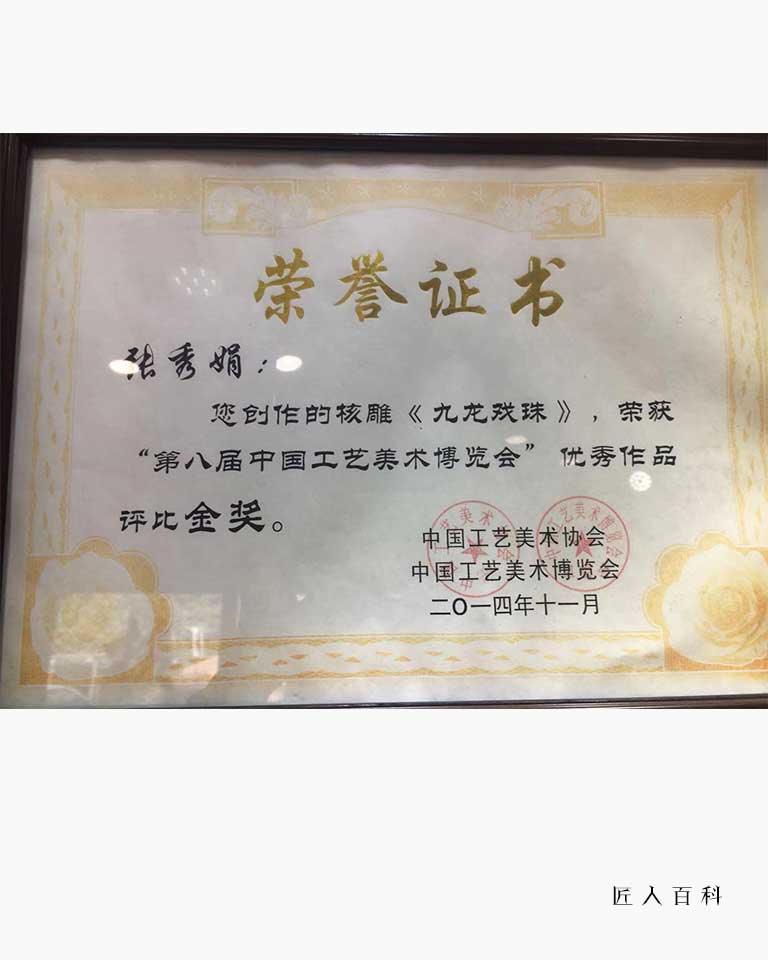 荣誉证书
张秀娟：
您创作的核雕《九龙戏珠》，荣获
“第八届中国工艺美术博览会” 优秀作品
评比金奖。
中国工艺美术协会
中国工艺美术博览会
二〇一四年十一月
匠人百科